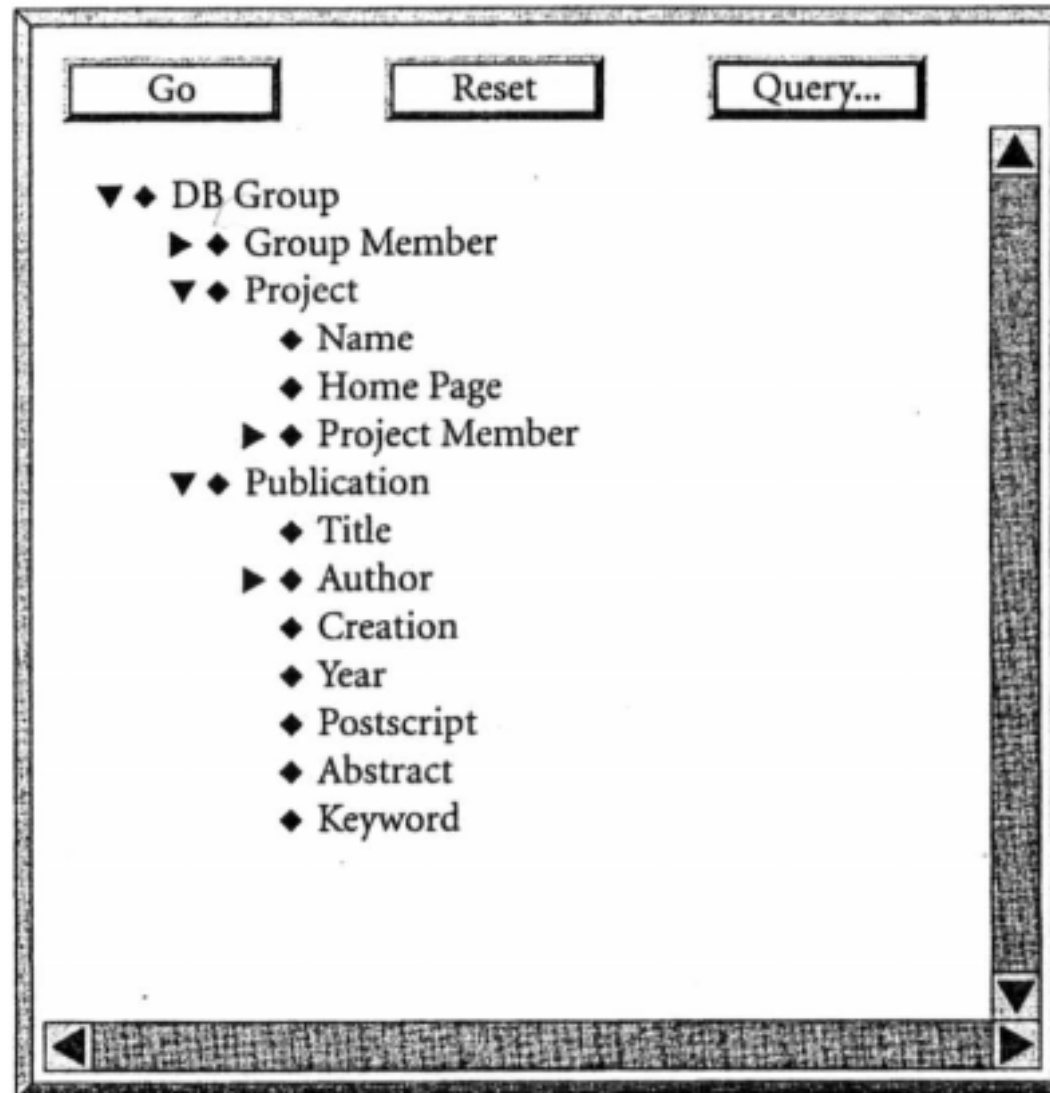 Go Reset Query...
DB Group
Group Member
Project
Name
Home Page
Project Member
Publication
Title
Author
Creation
Year
Postscript
Abstract
Keyword